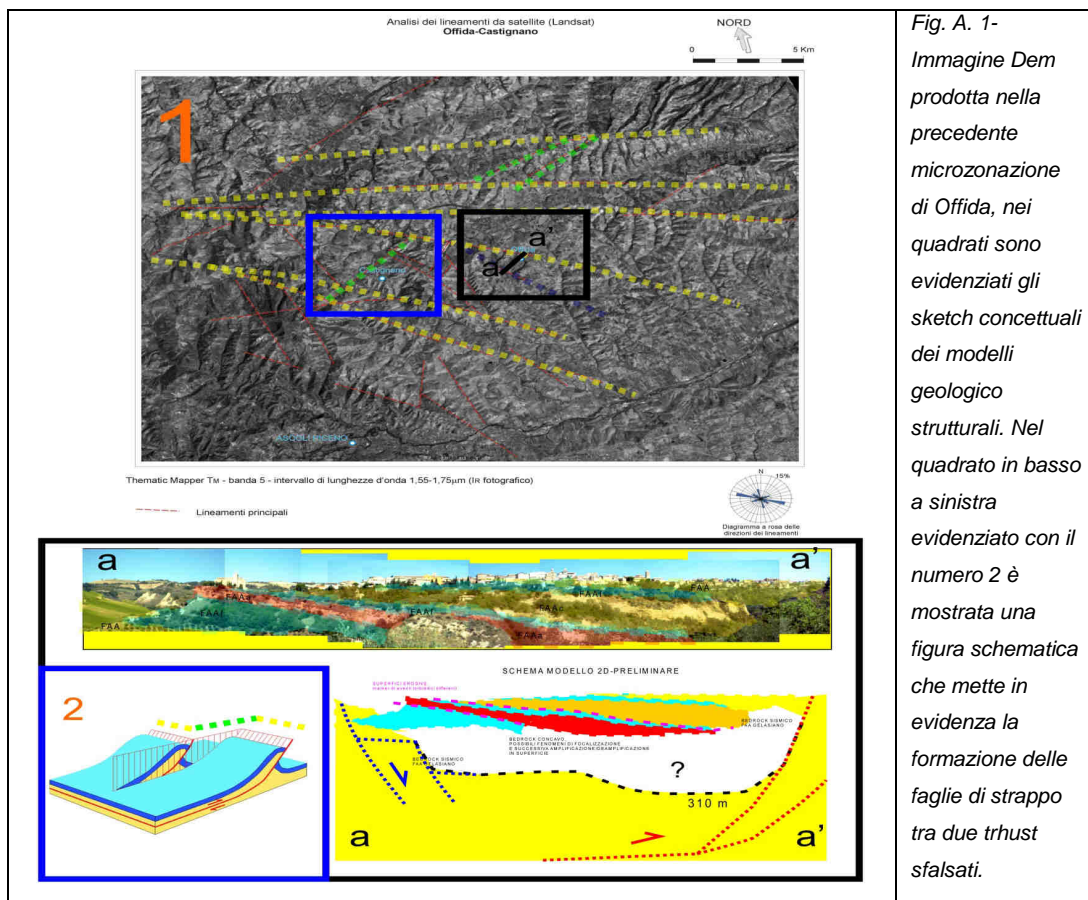 Analisi dei lineamenti da satellite (Landsat)
Offida-Castignano
NORD
0 5 Km
1
a'
a
Castignano
ASCOLI PICENO
Thematic Mapper TM - banda 5 - intervallo di lunghezze d'onda 1,55-1,75µm (IR fotografico)
Lineamenti principali
N
15%
Diagramma a rosa delle
direzioni dei lineamenti
a a'
FAA
FAAf
FAAf
FAAf
FAA
2
SCHEMA MODELLO 2D-PRELIMINARE
SUPERFICI EROSIVE,
BEDROCK SISMICO
FAA GELASIANO
BEDROCK CONCAVO,
POSSIBILI FENOMENI DI FOCALIZZAZIONE
E SUCCESSIVA AMPLIFICAZIONE/DEAMPLIFICAZIONE
IN SUPERFICIE
BEDROCK SISMICO
FAA GELASIANO
?
310 m
a a'
Fig. A. 1-
Immagine Dem
prodotta nella
precedente
microzonazione
di Offida, nei
quadrati sono
evidenziati gli
sketch concettuali
dei modelli
geologico
strutturali. Nel
quadrato in basso
a sinistra
evidenziato con il
numero 2 è
mostrata una
figura schematica
che mette in
evidenza la
formazione delle
faglie di strappo
tra due trhust
sfalsati.